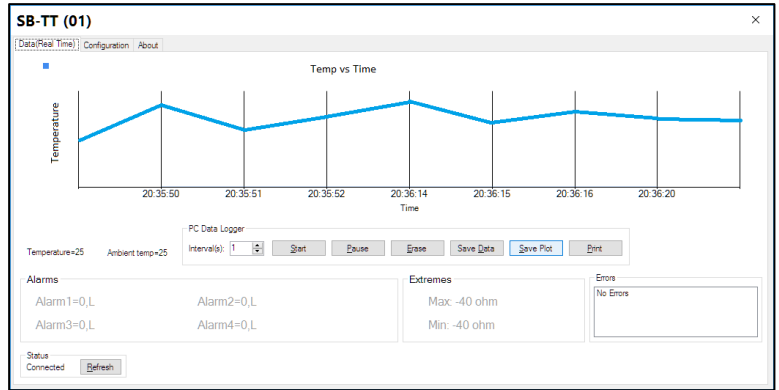 SB-TT (01)
Data(Real Time) Configuration About
Temp vs Time
Temperature
20:35:50 20:35:51 20:35:52 20:36:14 20:36:15 20:36:16 20:36:20
Time
PC Data Logger
Temperature=25 Ambient temp=25 Interval(s): 1 Start Pause Erase Save Data Save Plot Print
Alarms
Alarm1=0,L Alarm2=0,L
Alarm3=0,L Alarm4=0,L
Extremes
Max: -40 ohm
Min: -40 ohm
Errors
No Errors
Status
Connected Refresh